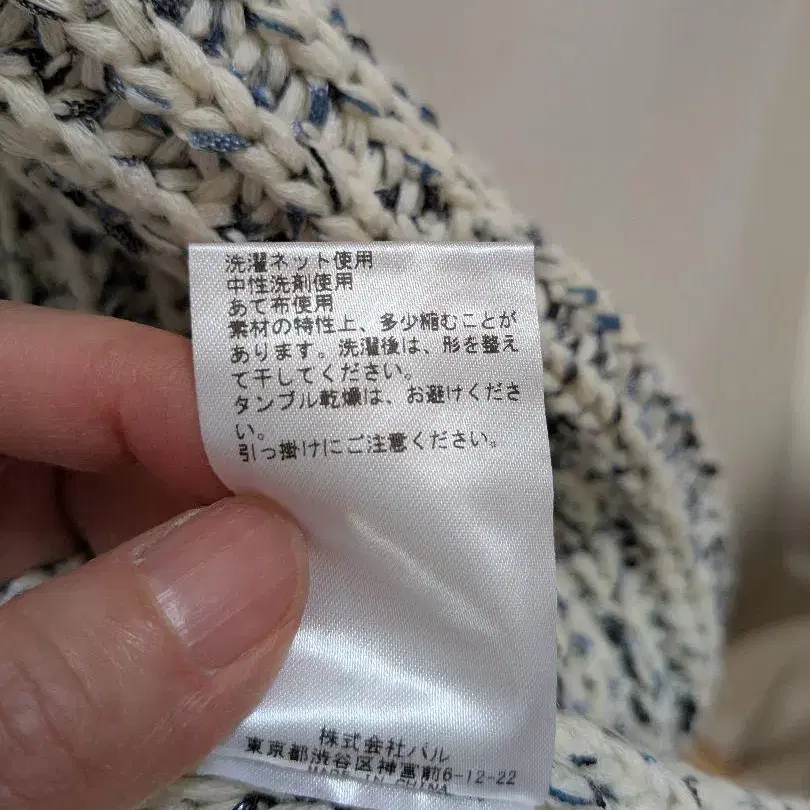 洗濯ネット使用
中性洗剤使用
あて布使用
素材の特性上、多少縮むことが
あります。洗濯後は、形を整え
て干してください。
タンブル乾燥は、お避けくださ
い。
引っ掛けにご注意ください。
株式会社パル
東京都渋谷区神宮前6-12-22
MADE IN CHINA